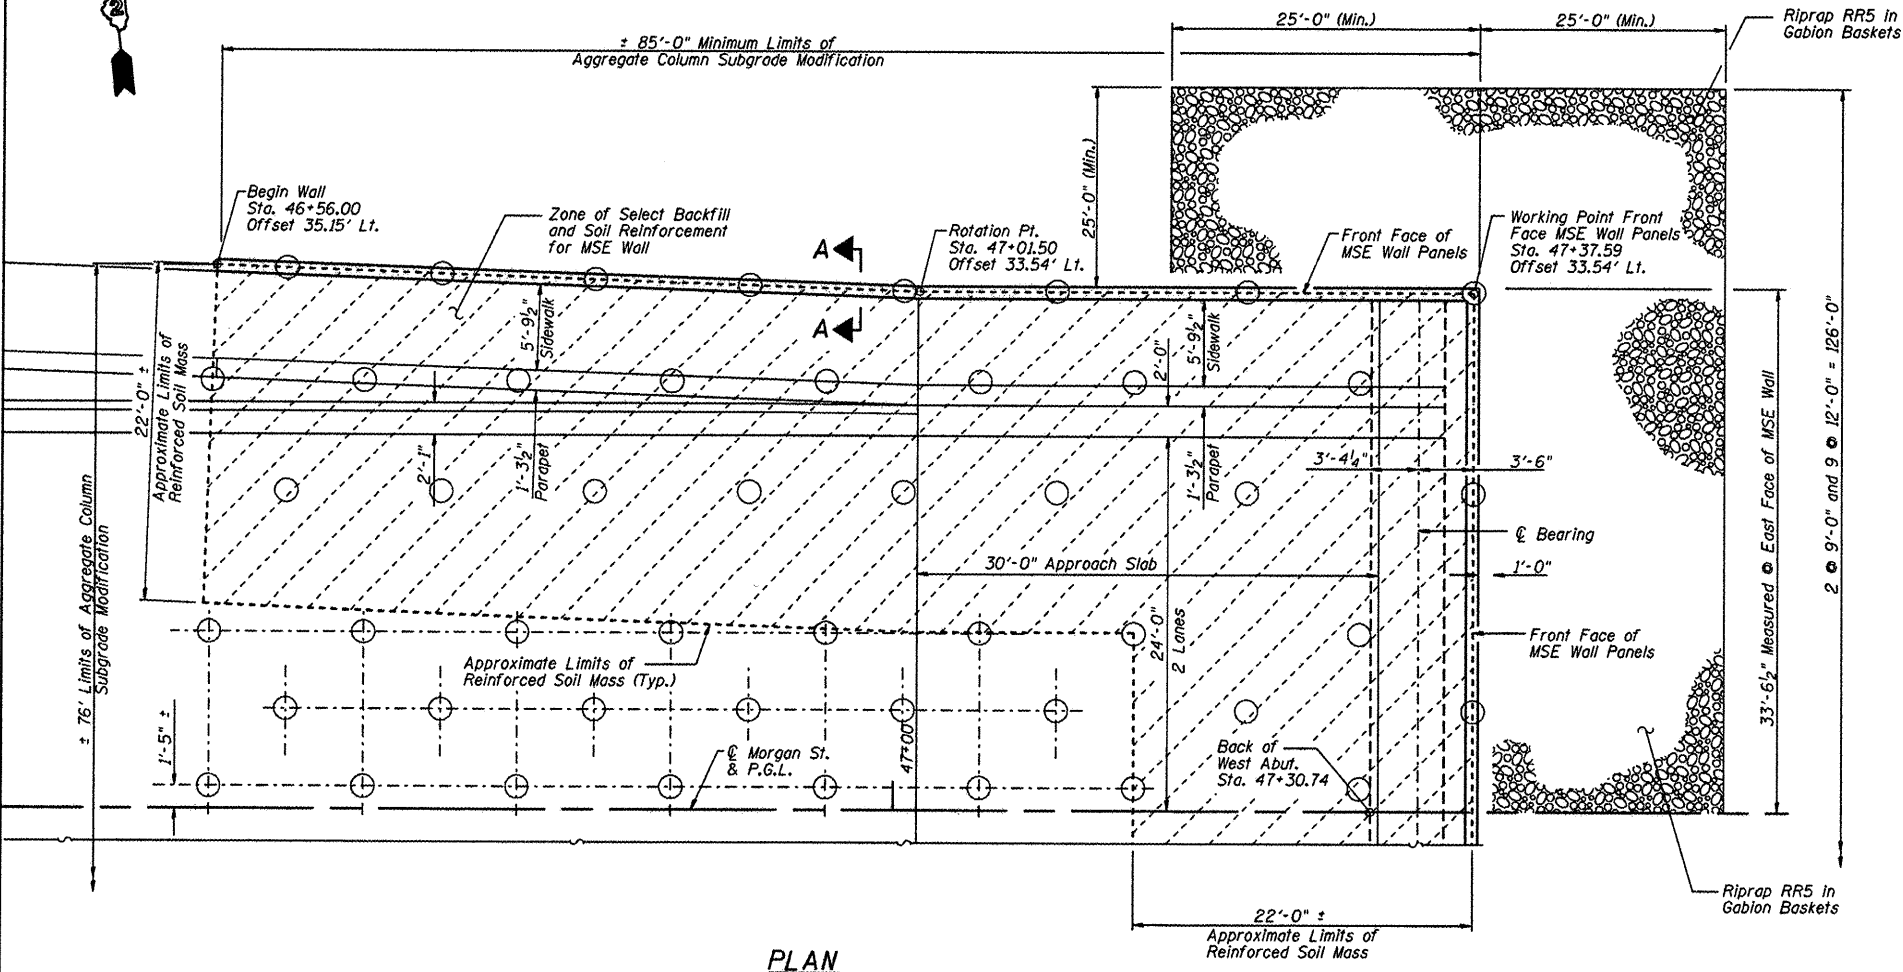 2
± 85'-0" Minimum Limits of
Aggregate Column Subgrade Modification
25'-0" (Min.)
25'-0" (Min.)
Riprap RR5 in
Gabion Baskets
25'-0" (Min.)
Begin Wall
Sta. 46+56.00
Offset 35.15' Lt.
Zone of Select Backfill
and Soil Reinforcement
for MSE Wall
A
A
Rotation Pt.
Sta. 47+01.50
Offset 33.54' Lt.
Front Face of
MSE Wall Panels
Working Point Front
Face MSE Wall Panels
Sta. 47+37.59
Offset 33.54' Lt.
± 76' Limits of Aggregate Column
Subgrade Modification
22'-0" ±
Approximate Limits of
Reinforced Soil Mass
5'-9½"
Sidewalk
2'-1"
1'-3½"
Parapet
2'-0"
5'-9½"
Sidewalk
1'-3½"
Parapet
3'-4¼"
3'-6"
℄ Bearing
30'-0" Approach Slab
1'-0"
24'-0"
2 Lanes
Front Face of
MSE Wall Panels
33'-6½" Measured @ East Face of MSE Wall
2 @ 9'-0" and 9 @ 12'-0" = 126'-0"
Approximate Limits of
Reinforced Soil Mass (Typ.)
1'-5" ±
℄ Morgan St.
& P.G.L.
47+00
Back of
West Abut.
Sta. 47+30.74
Riprap RR5 in
Gabion Baskets
22'-0" ±
Approximate Limits of
Reinforced Soil Mass
PLAN